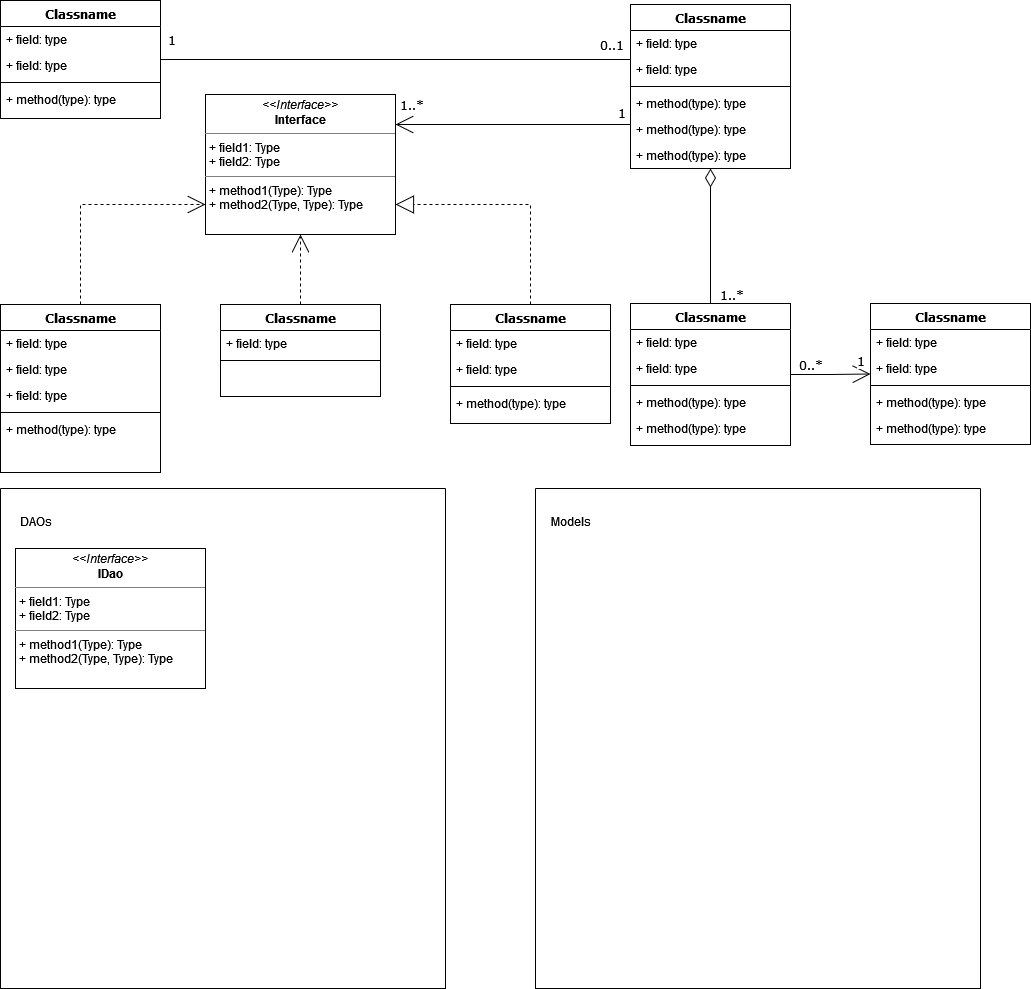 Classname
+ field: type
+ field: type
+ method(type): type
1
0..1
Classname
+ field: type
+ field: type
+ method(type): type
+ method(type): type
+ method(type): type
<<Interface>>
Interface
+ field1: Type
+ field2: Type
+ method1(Type): Type
+ method2(Type, Type): Type
1..*
1
1..*
Classname
+ field: type
+ field: type
+ field: type
+ method(type): type
Classname
+ field: type
Classname
+ field: type
+ field: type
+ method(type): type
Classname
+ field: type
+ field: type
+ method(type): type
+ method(type): type
0..*
1
Classname
+ field: type
+ field: type
+ method(type): type
+ method(type): type
DAOs
<<Interface>>
IDao
+ field1: Type
+ field2: Type
+ method1(Type): Type
+ method2(Type, Type): Type
Models